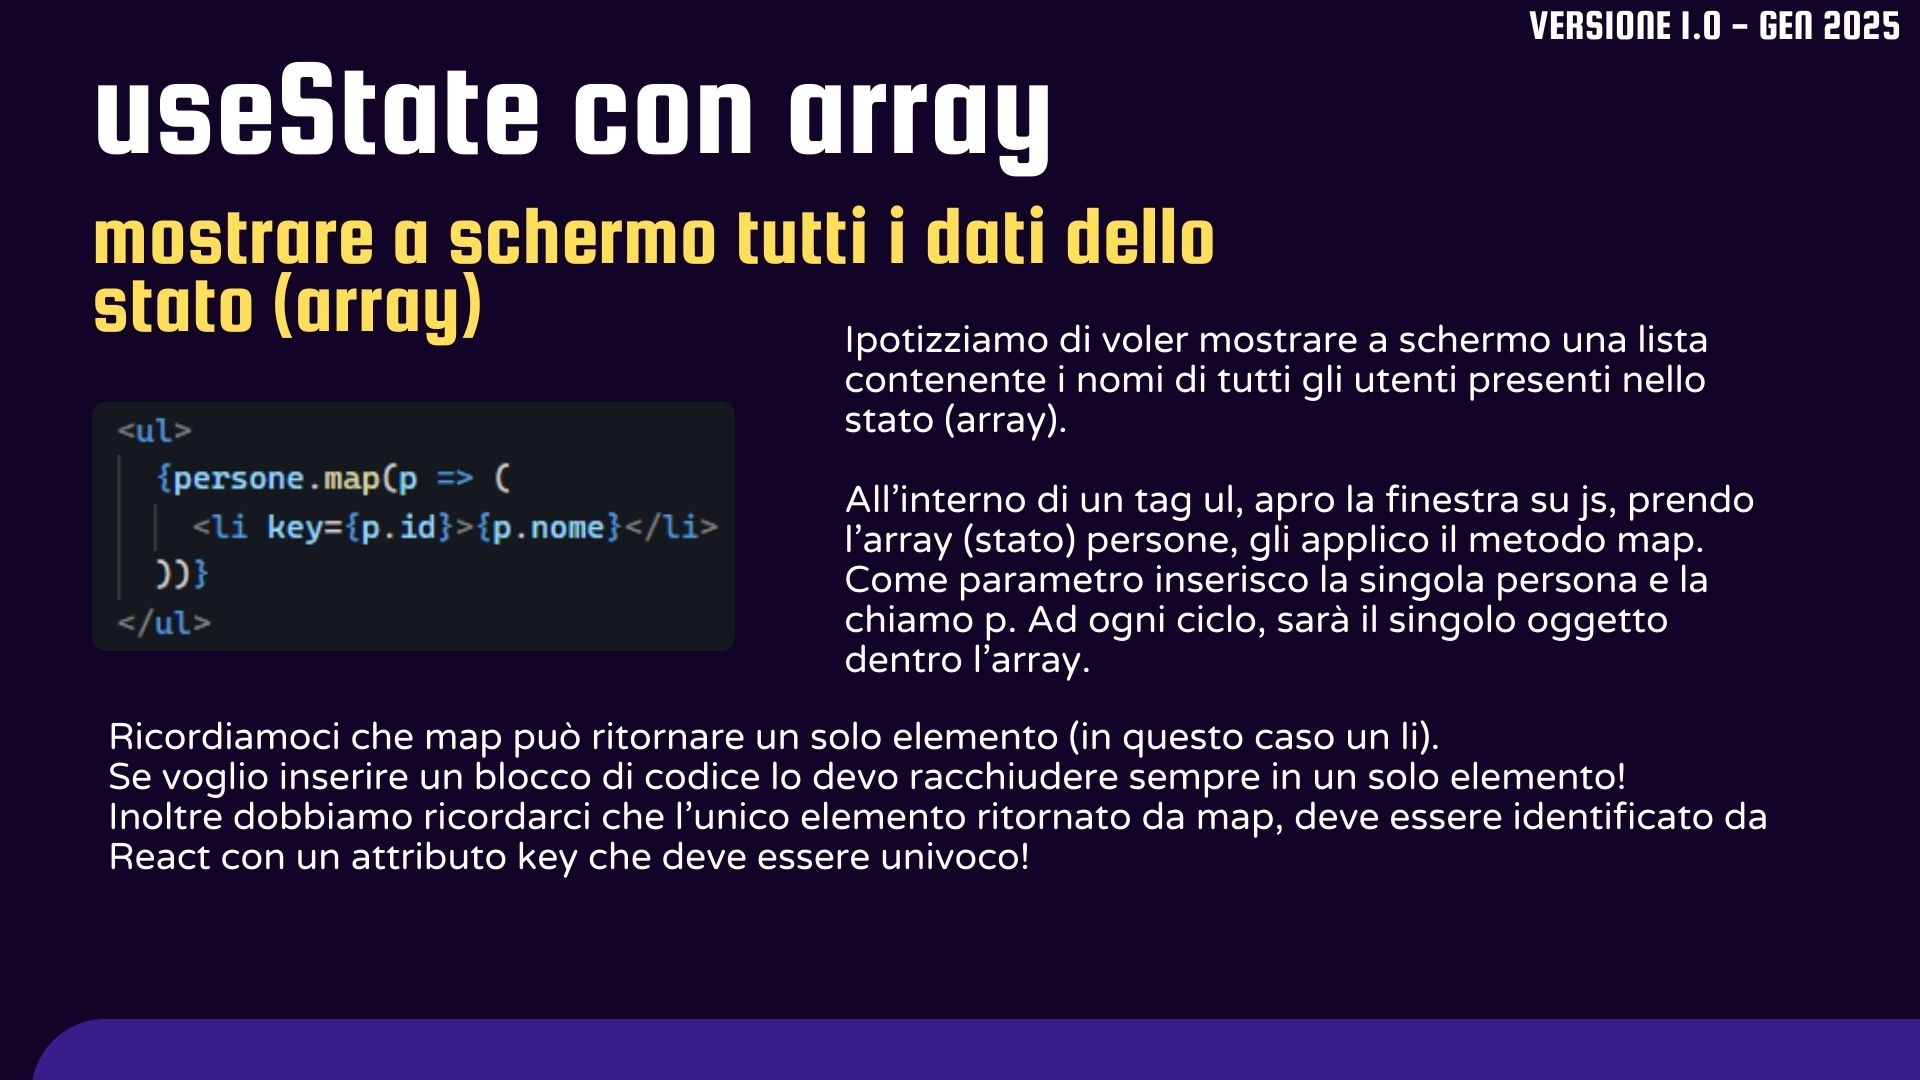 VERSIONE 1.0 - GEN 2025
useState con array
mostrare a schermo tutti i dati dello
stato (array)
<ul>
{persone.map(p => (
<li key={p.id}>{p.nome}</li>
))}
</ul>
Ipotizziamo di voler mostrare a schermo una lista
contenente i nomi di tutti gli utenti presenti nello
stato (array).
All’interno di un tag ul, apro la finestra su js, prendo
l’array (stato) persone, gli applico il metodo map.
Come parametro inserisco la singola persona e la
chiamo p. Ad ogni ciclo, sarà il singolo oggetto
dentro l’array.
Ricordiamoci che map può ritornare un solo elemento (in questo caso un li).
Se voglio inserire un blocco di codice lo devo racchiudere sempre in un solo elemento!
Inoltre dobbiamo ricordarci che l’unico elemento ritornato da map, deve essere identificato da
React con un attributo key che deve essere univoco!